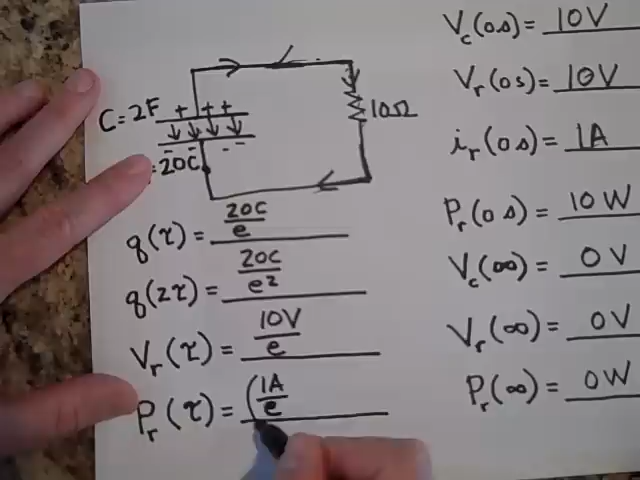 C=2F
+ + + +
10Ω
- - -
=20C
q(τ)= 20C/e
q(2τ)= 20C/e²
Vr(τ)= 10V/e
Pr(τ)= (1A/e
Vc(0s)= 10V
Vr(0s)= 10V
ir(0s)= 1A
Pr(0s)= 10W
Vc(∞)= 0V
Vr(∞)= 0V
Pr(∞)= 0W